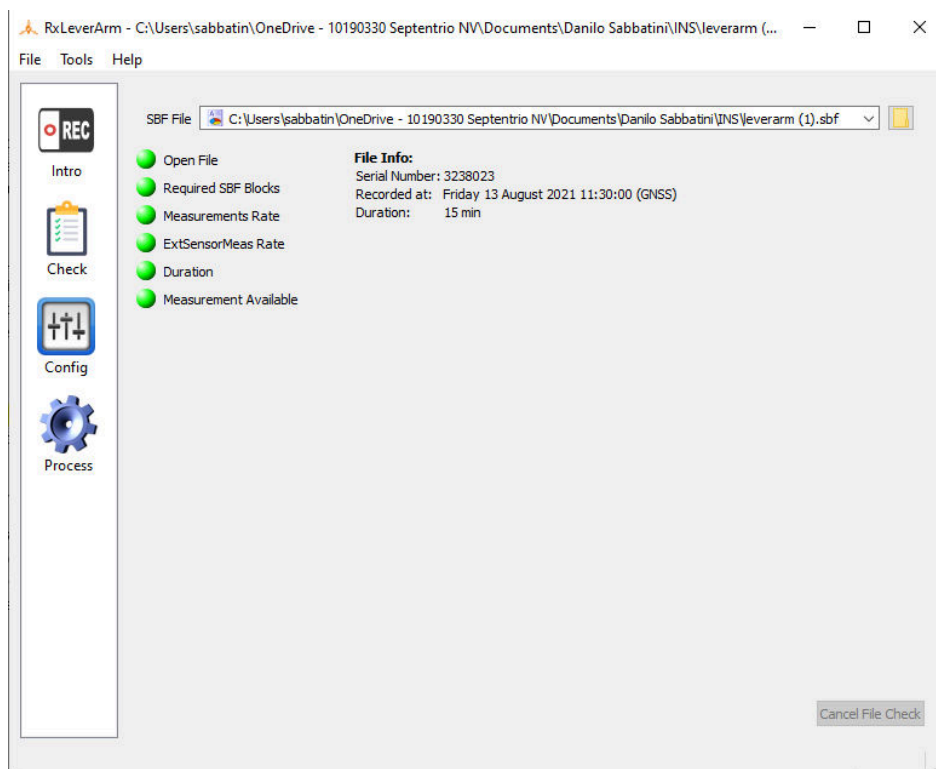 RxLeverArm - C:\Users\sabbatin\OneDrive - 10190330 Septentrio NV\Documents\Danilo Sabbatini\INS\leverarm (...
File Tools Help
REC
Intro
Check
Config
Process
SBF File C:\Users\sabbatin\OneDrive - 10190330 Septentrio NV\Documents\Danilo Sabbatini\INS\leverarm (1).sbf
Open File
Required SBF Blocks
Measurements Rate
ExtSensorMeas Rate
Duration
Measurement Available
File Info:
Serial Number: 3238023
Recorded at: Friday 13 August 2021 11:30:00 (GNSS)
Duration: 15 min
Cancel File Check